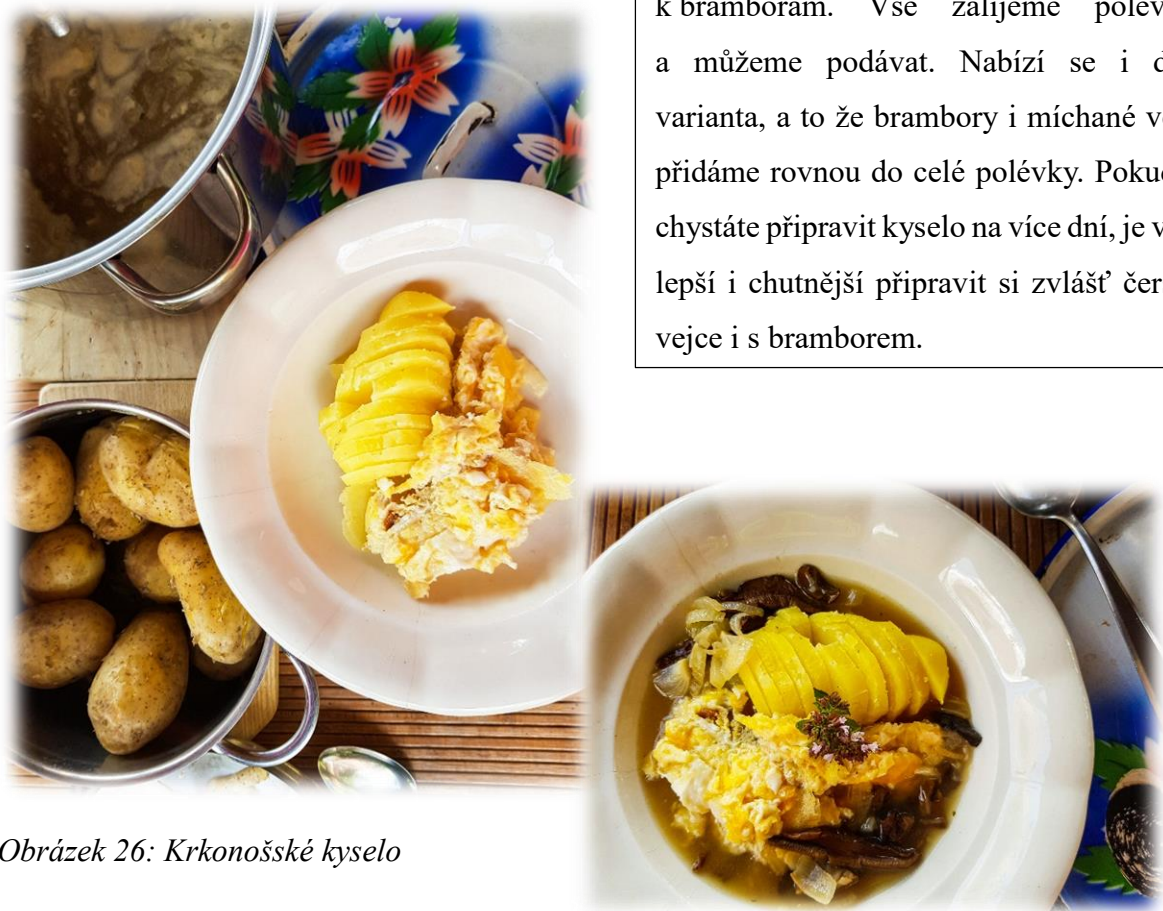 k bramborám. Vše zalijeme
a můžeme podávat. Nabízí se i
varianta, a to že brambory i míchané
přidáme rovnou do celé polévky.
chystáte připravit kyselo na více dní, je
lepší i chutnější připravit si zvlášť
vejce i s bramborem.
Obrázek 26: Krkonošské kyselo